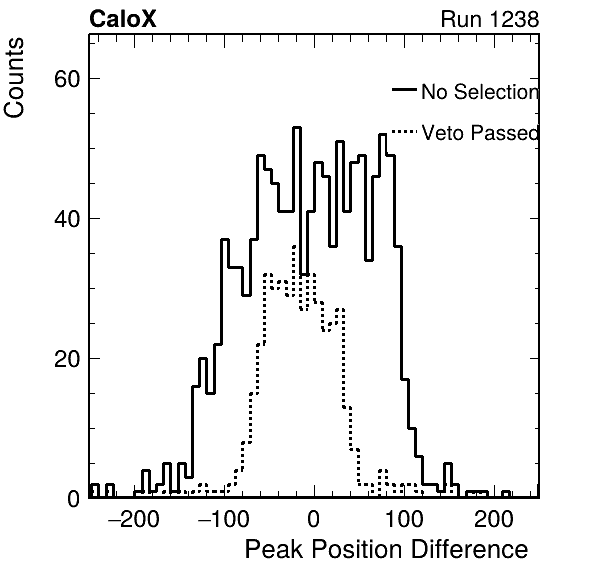 CaloX Run 1238
Counts
60
No Selection
Veto Passed
40
20
0
−200 −100 0 100 200
Peak Position Difference